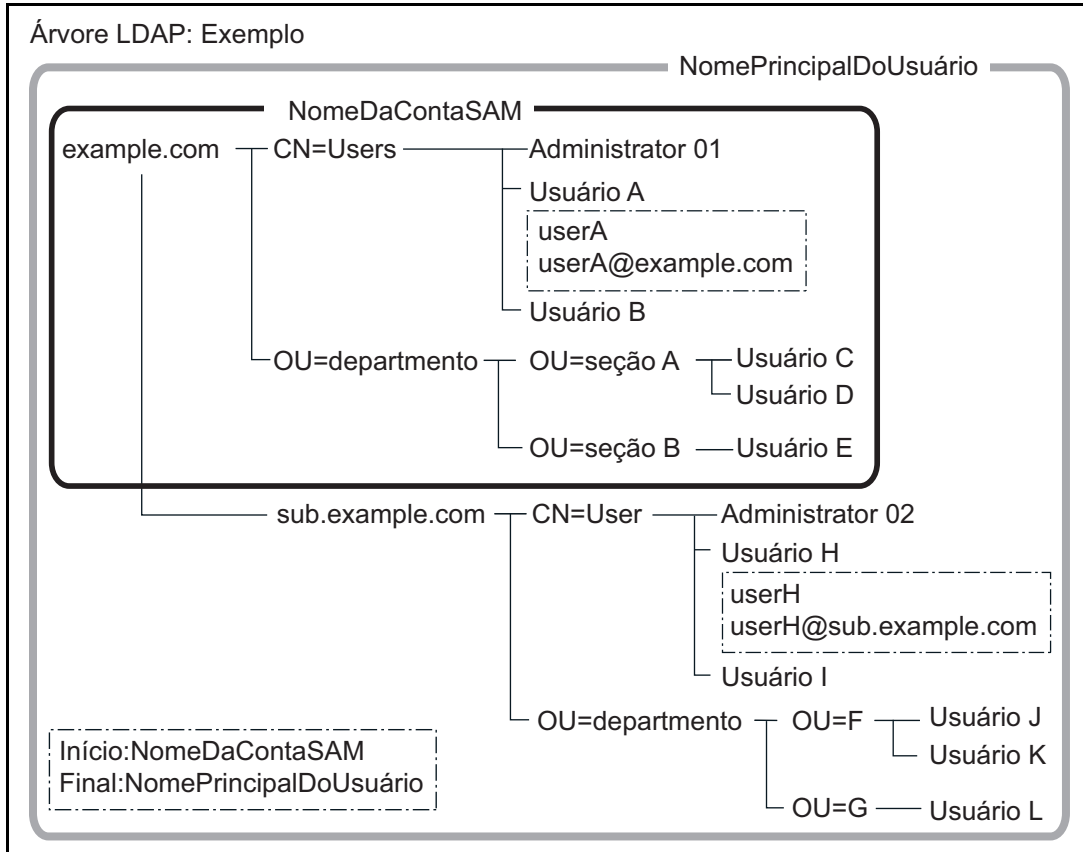 Árvore LDAP: Exemplo
NomePrincipalDoUsuário
NomeDaContaSAM
example.com CN=Users Administrator 01
Usuário A
userA
userA@example.com
Usuário B
OU=departmento OU=seção A Usuário C
Usuário D
OU=seção B Usuário E
sub.example.com CN=User Administrator 02
Usuário H
userH
userH@sub.example.com
Usuário I
OU=departmento OU=F Usuário J
Usuário K
OU=G Usuário L
Início:NomeDaContaSAM
Final:NomePrincipalDoUsuário